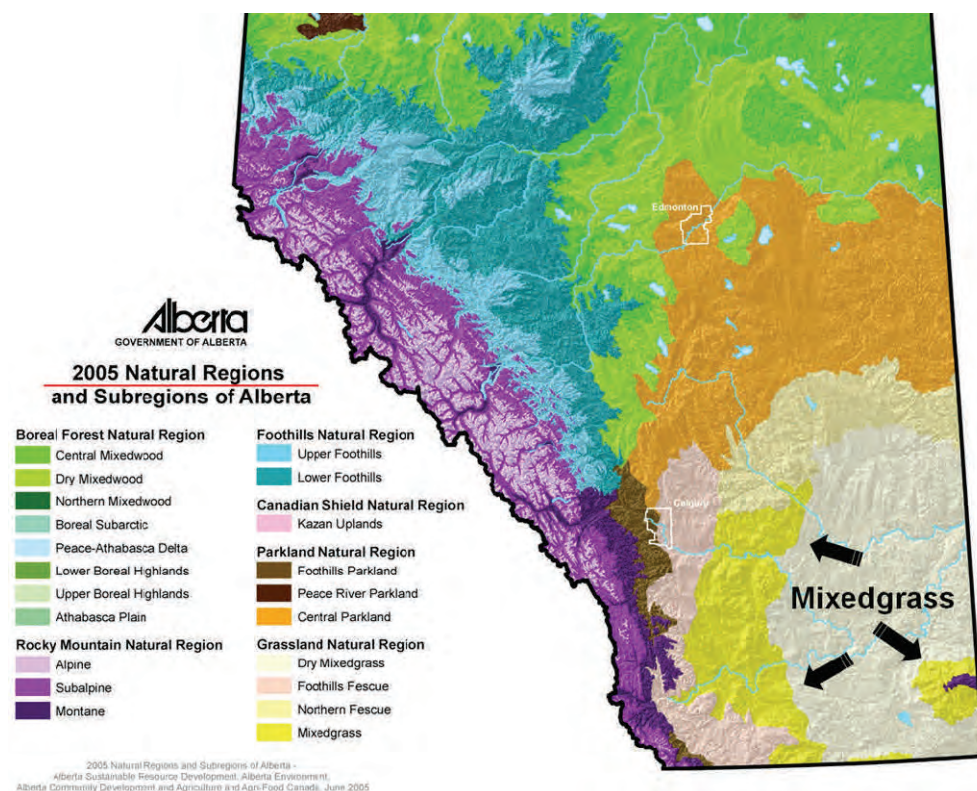 Edmonton
Calgary
Mixedgrass
Alberta
GOVERNMENT OF ALBERTA
2005 Natural Regions
and Subregions of Alberta
Boreal Forest Natural Region
Central Mixedwood
Dry Mixedwood
Northern Mixedwood
Boreal Subarctic
Peace-Athabasca Delta
Lower Boreal Highlands
Upper Boreal Highlands
Athabasca Plain
Rocky Mountain Natural Region
Alpine
Subalpine
Montane
Foothills Natural Region
Upper Foothills
Lower Foothills
Canadian Shield Natural Region
Kazan Uplands
Parkland Natural Region
Foothills Parkland
Peace River Parkland
Central Parkland
Grassland Natural Region
Dry Mixedgrass
Foothills Fescue
Northern Fescue
Mixedgrass
2005 Natural Regions and Subregions of Alberta -
Alberta Sustainable Resource Development, Alberta Environment,
Alberta Community Development and Agriculture and Agri-Food Canada, June 2005